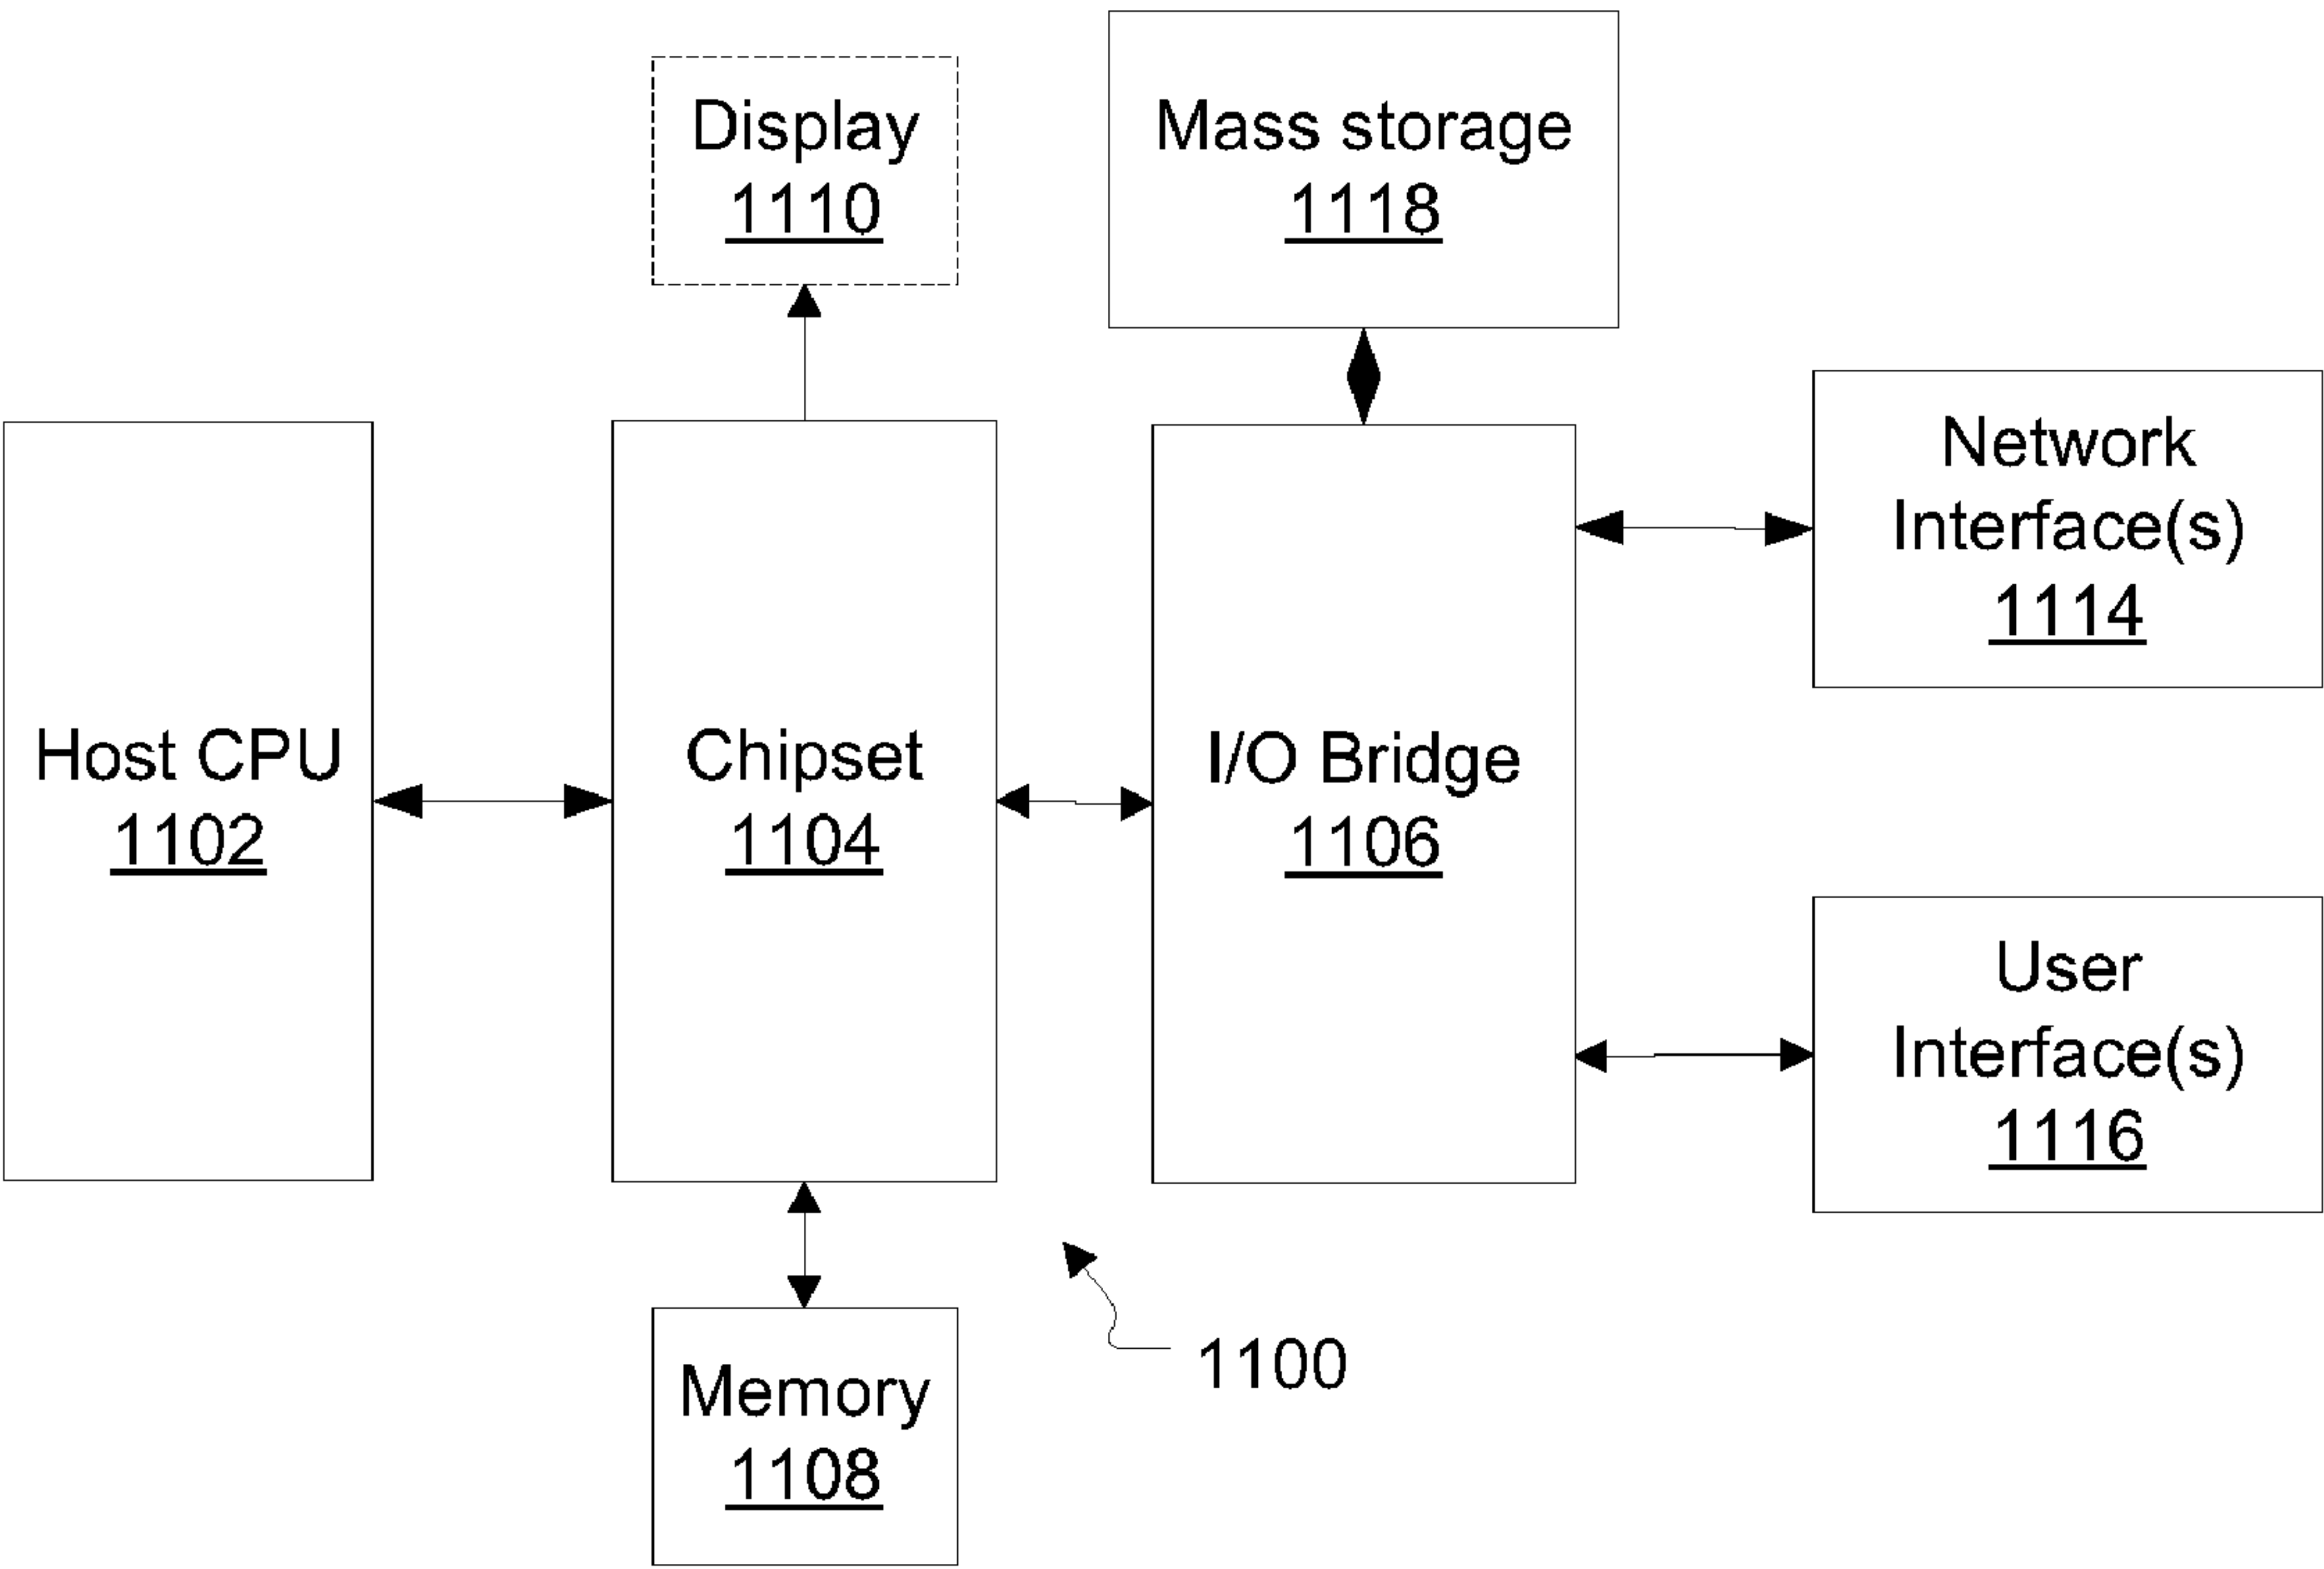 Display
1110
Mass storage
1118
Network
Interface(s)
1114
Host CPU
1102
Chipset
1104
I/O Bridge
1106
User
Interface(s)
1116
1100
Memory
1108